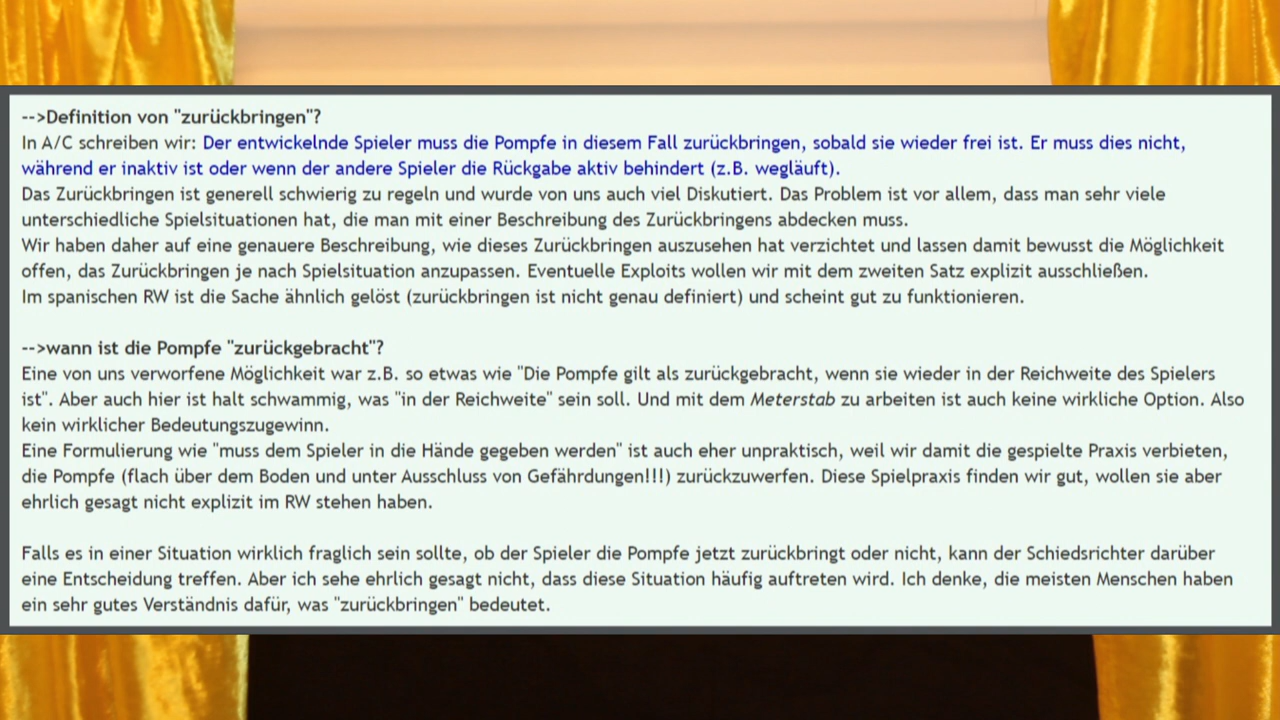 -->Definition von "zurückbringen"?
In A/C schreiben wir: Der entwickelnde Spieler muss die Pompfe in diesem Fall zurückbringen, sobald sie wieder frei ist. Er muss dies nicht,
während er inaktiv ist oder wenn der andere Spieler die Rückgabe aktiv behindert (z.B. wegläuft).
Das Zurückbringen ist generell schwierig zu regeln und wurde von uns auch viel Diskutiert. Das Problem ist vor allem, dass man sehr viele
unterschiedliche Spielsituationen hat, die man mit einer Beschreibung des Zurückbringens abdecken muss.
Wir haben daher auf eine genauere Beschreibung, wie dieses Zurückbringen auszusehen hat verzichtet und lassen damit bewusst die Möglichkeit
offen, das Zurückbringen je nach Spielsituation anzupassen. Eventuelle Exploits wollen wir mit dem zweiten Satz explizit ausschließen.
Im spanischen RW ist die Sache ähnlich gelöst (zurückbringen ist nicht genau definiert) und scheint gut zu funktionieren.
-->wann ist die Pompfe "zurückgebracht"?
Eine von uns verworfene Möglichkeit war z.B. so etwas wie "Die Pompfe gilt als zurückgebracht, wenn sie wieder in der Reichweite des Spielers
ist". Aber auch hier ist halt schwammig, was "in der Reichweite" sein soll. Und mit dem Meterstab zu arbeiten ist auch keine wirkliche Option. Also
kein wirklicher Bedeutungszugewinn.
Eine Formulierung wie "muss dem Spieler in die Hände gegeben werden" ist auch eher unpraktisch, weil wir damit die gespielte Praxis verbieten,
die Pompfe (flach über dem Boden und unter Ausschluss von Gefährdungen!!!) zurückzuwerfen. Diese Spielpraxis finden wir gut, wollen sie aber
ehrlich gesagt nicht explizit im RW stehen haben.
Falls es in einer Situation wirklich fraglich sein sollte, ob der Spieler die Pompfe jetzt zurückbringt oder nicht, kann der Schiedsrichter darüber
eine Entscheidung treffen. Aber ich sehe ehrlich gesagt nicht, dass diese Situation häufig auftreten wird. Ich denke, die meisten Menschen haben
ein sehr gutes Verständnis dafür, was "zurückbringen" bedeutet.